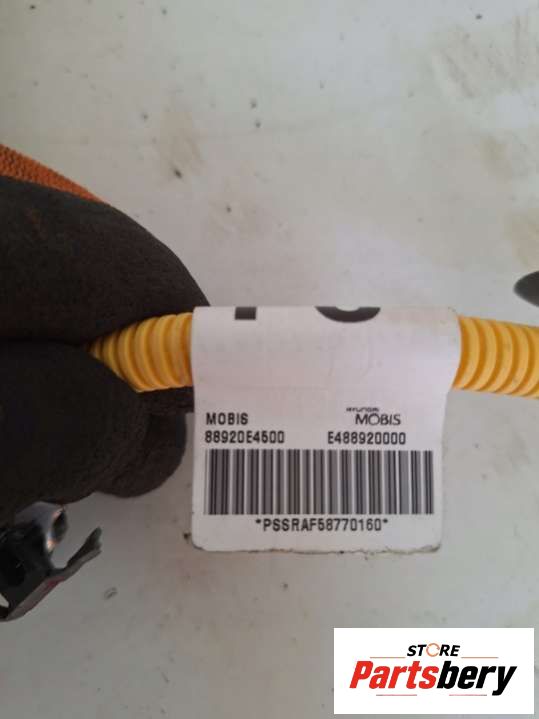 MOBIS
HYUNDAI
MOBIS
88920E4500 E488920000
*PSSRAF58770160*
STORE
Partsbery